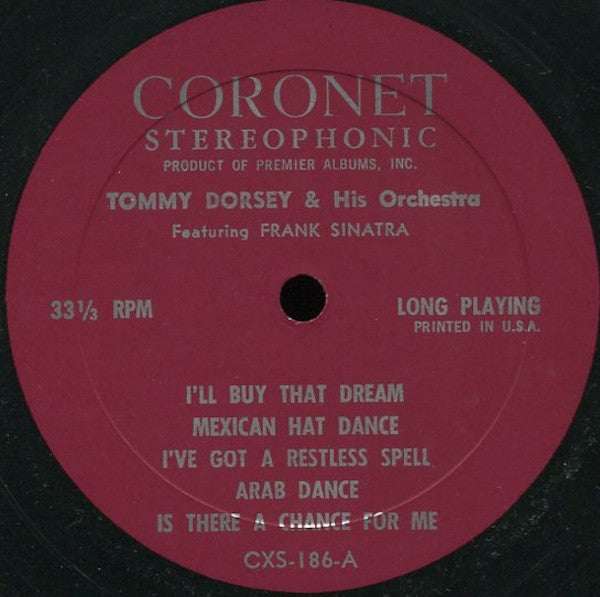 CORONET
STEREOPHONIC
PRODUCT OF PREMIER ALBUMS, INC.
TOMMY DORSEY & His Orchestra
Featuring FRANK SINATRA
33⅓ RPM
LONG PLAYING
PRINTED IN U.S.A.
I'LL BUY THAT DREAM
MEXICAN HAT DANCE
I'VE GOT A RESTLESS SPELL
ARAB DANCE
IS THERE A CHANCE FOR ME
CXS-186-A